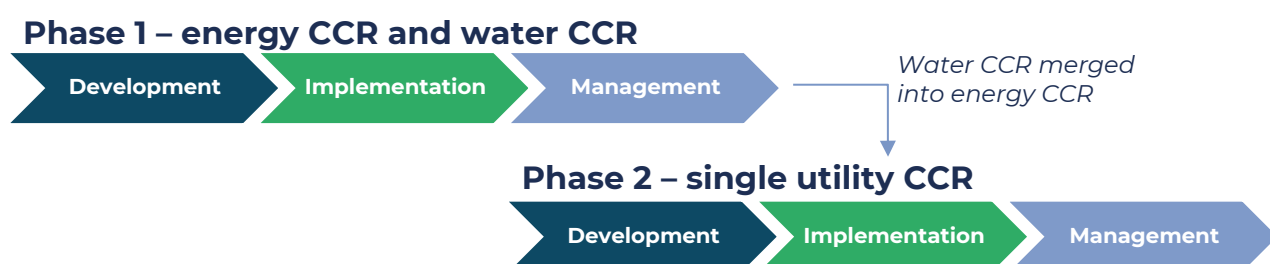 Phase 1 – energy CCR and water CCR
Development
Implementation
Management
Water CCR merged
into energy CCR
Phase 2 – single utility CCR
Development
Implementation
Management